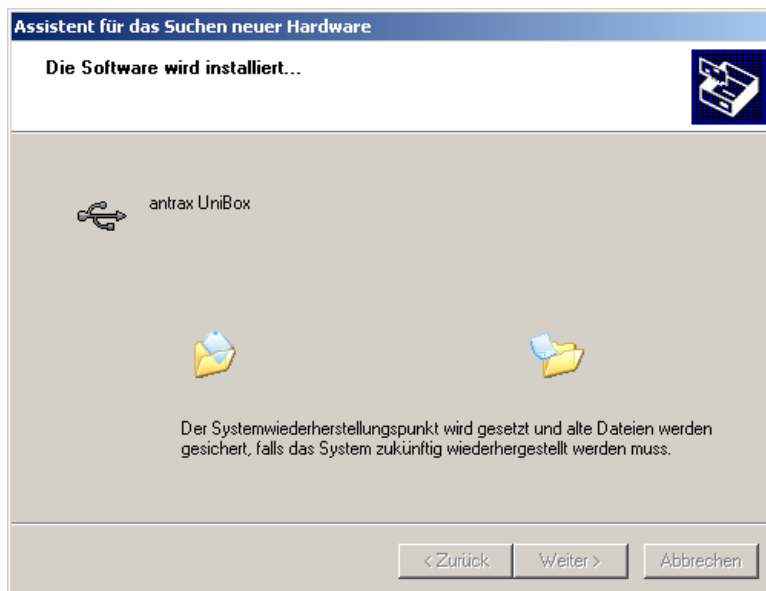 Assistent für das Suchen neuer Hardware
Die Software wird installiert...
antrax UniBox
Der Systemwiederherstellungspunkt wird gesetzt und alte Dateien werden
gesichert, falls das System zukünftig wiederhergestellt werden muss.
< Zurück Weiter > Abbrechen